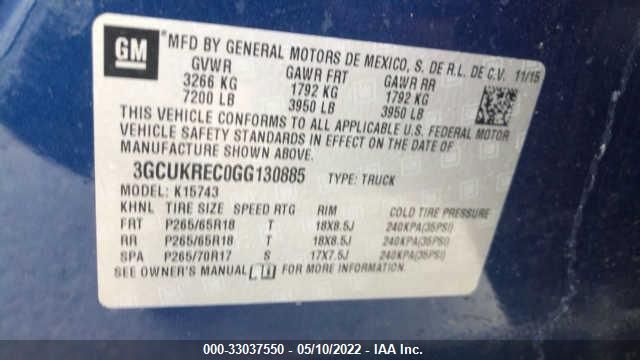 GM
MFD BY GENERAL MOTORS DE MEXICO, S. DE R.L. DE C.V. 11/15
GVWR GAWR FRT GAWR RR
3266 KG 1792 KG 1792 KG
7200 LB 3950 LB 3950 LB
THIS VEHICLE CONFORMS TO ALL APPLICABLE U.S. FEDERAL MOTOR
VEHICLE SAFETY STANDARDS IN EFFECT ON THE DATE OF
MANUFACTURE SHOWN ABOVE.
3GCUKREC0GG130885 TYPE: TRUCK
MODEL: K15743
KHNL TIRE SIZE SPEED RTG RIM COLD TIRE PRESSURE
FRT P265/65R18 T 18X8.5J 240KPA(35PSI)
RR P265/65R18 T 18X8.5J 240KPA(35PSI)
SPA P265/70R17 S 17X7.5J 240KPA(35PSI)
SEE OWNER'S MANUAL FOR MORE INFORMATION.
000-33037550 - 05/10/2022 - IAA Inc.